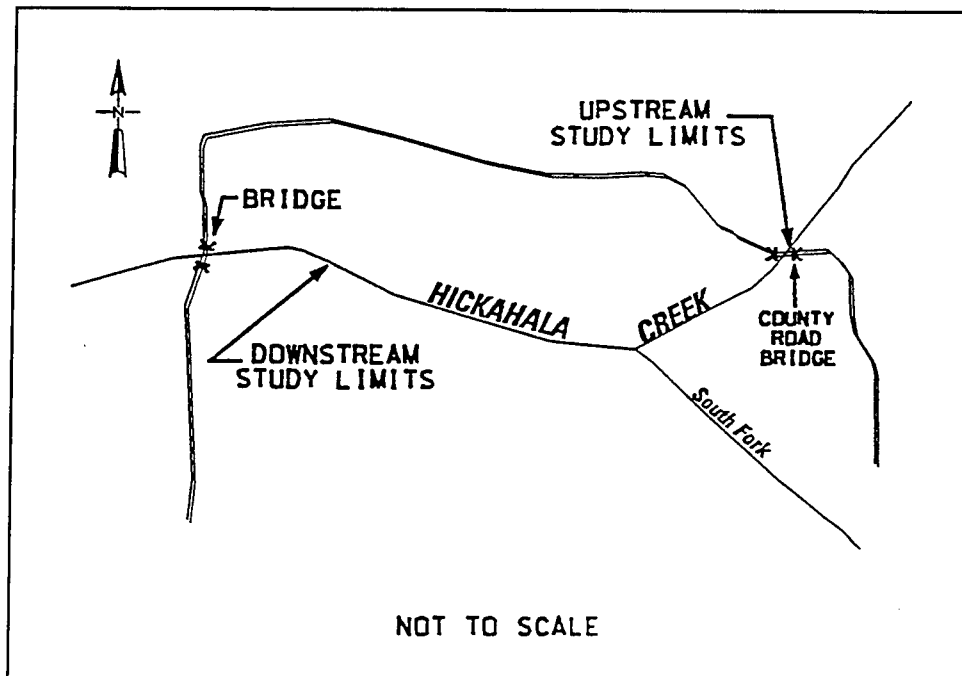 N
UPSTREAM
STUDY LIMITS
BRIDGE
HICKAHALA
CREEK
COUNTY
ROAD
BRIDGE
DOWNSTREAM
STUDY LIMITS
South Fork
NOT TO SCALE